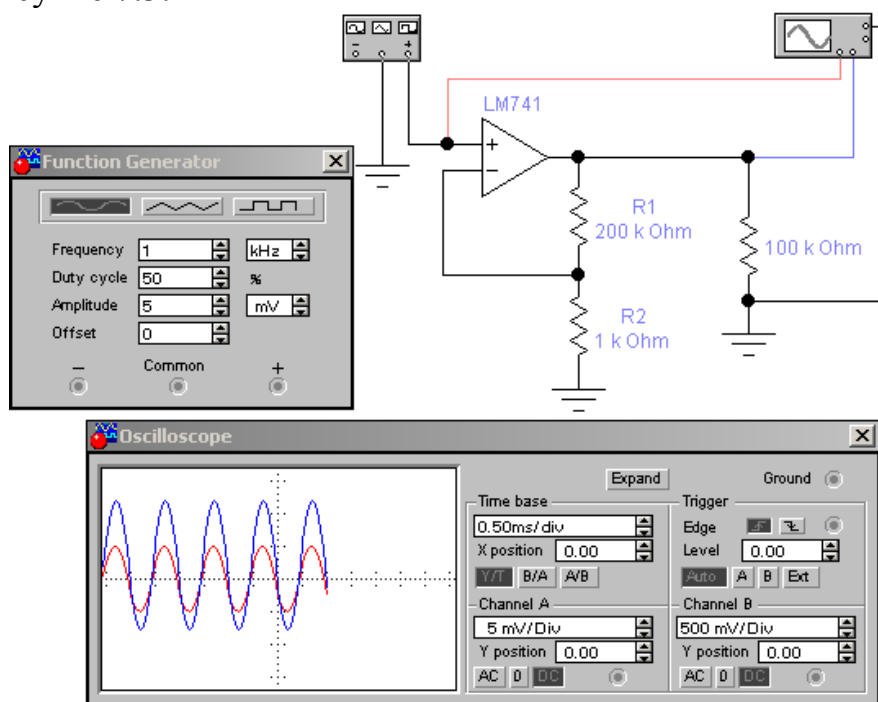 LM741
R1
200 k Ohm
100 k Ohm
R2
1 k Ohm
Function Generator
Frequency 1 kHz
Duty cycle 50 %
Amplitude 5 mV
Offset 0
− Common +
Oscilloscope
Expand Ground
Time base
0.50ms/div
X position 0.00
Y/T B/A A/B
Trigger
Edge
Level 0.00
Auto A B Ext
Channel A
5 mV/Div
Y position 0.00
AC 0 DC
Channel B
500 mV/Div
Y position 0.00
AC 0 DC